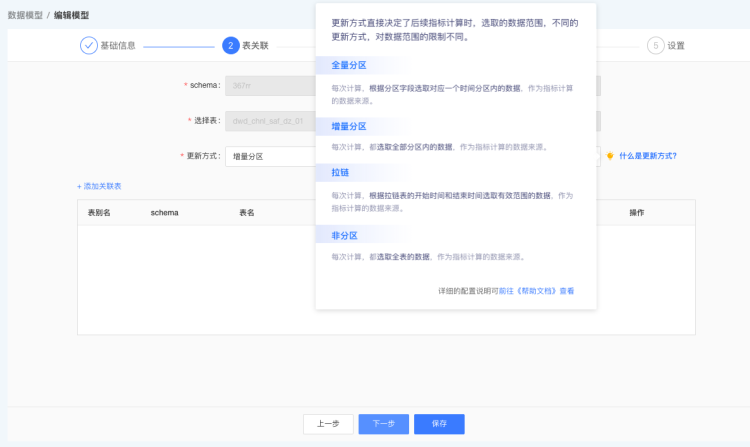 数据模型 / 编辑模型
基础信息
2 表关联
5 设置
* schema:
367
* 选择表:
dwd_chnl_saf_dz_01
* 更新方式:
增量分区
什么是更新方式?
+ 添加关联表
表别名 schema 表名 操作
更新方式直接决定了后续指标计算时，选取的数据范围，不同的
更新方式，对数据范围的限制不同。
全量分区
每次计算，根据分区字段选取对应一个时间分区内的数据，作为指标计算
的数据来源。
增量分区
每次计算，都选取全部分区内的数据，作为指标计算的数据来源。
拉链
每次计算，根据拉链表的开始时间和结束时间选取有效范围的数据，作为
指标计算的数据来源。
非分区
每次计算，都选取全表的数据，作为指标计算的数据来源。
详细的配置说明可前往《帮助文档》查看
上一步 下一步 保存